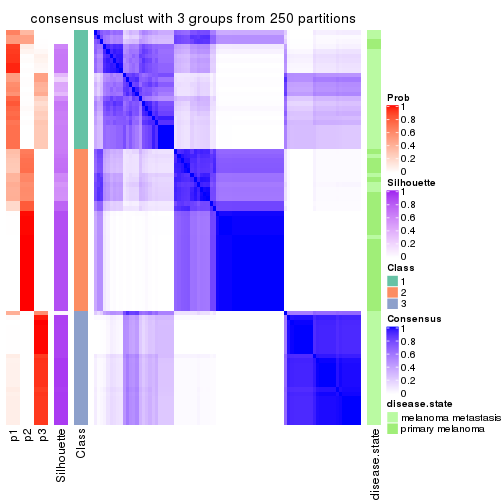 consensus mclust with 3 groups from 250 partitions
Prob
1
0.8
0.6
0.4
0.2
0
Silhouette
1
0.8
0.6
0.4
0.2
0
Class
1
2
3
Consensus
1
0.8
0.6
0.4
0.2
0
disease.state
melanoma metastasis
primary melanoma
p1
p2
p3
Silhouette
Class
disease.state